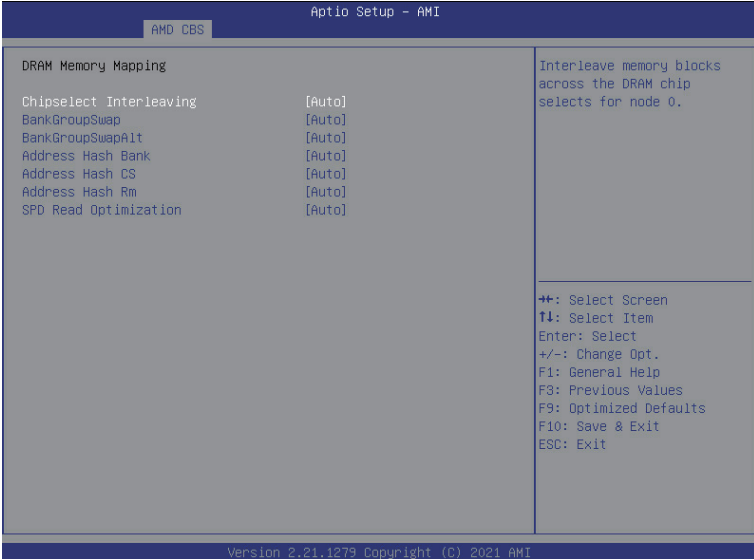 Aptio Setup – AMI
AMD CBS
DRAM Memory Mapping
Chipselect Interleaving [Auto]
BankGroupSwap [Auto]
BankGroupSwapAlt [Auto]
Address Hash Bank [Auto]
Address Hash CS [Auto]
Address Hash Rm [Auto]
SPD Read Optimization [Auto]
Interleave memory blocks
across the DRAM chip
selects for node 0.
→←: Select Screen
↑↓: Select Item
Enter: Select
+/-: Change Opt.
F1: General Help
F3: Previous Values
F9: Optimized Defaults
F10: Save & Exit
ESC: Exit
Version 2.21.1279 Copyright (C) 2021 AMI